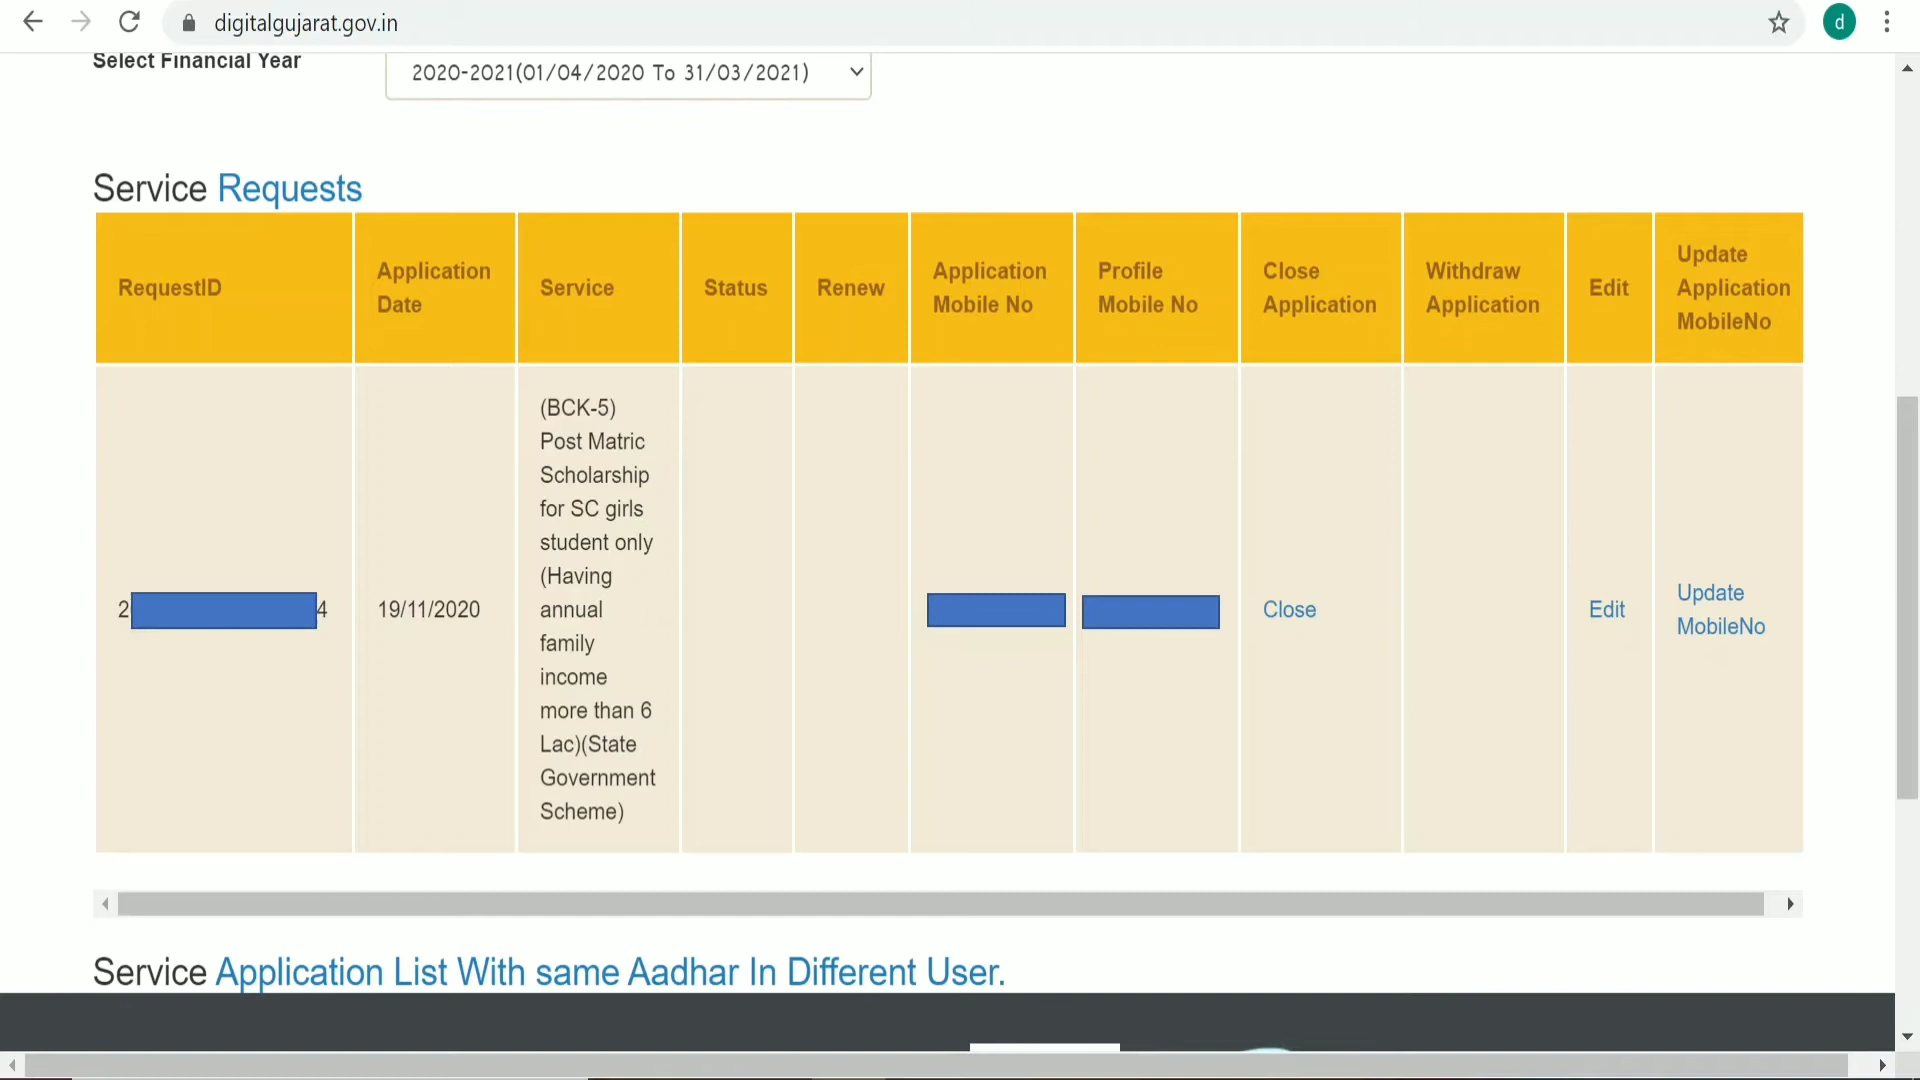 digitalgujarat.gov.in
d
Select Financial Year
2020-2021(01/04/2020 To 31/03/2021)
Service Requests
RequestID
Application
Date
Service
Status
Renew
Application
Mobile No
Profile
Mobile No
Close
Application
Withdraw
Application
Edit
Update
Application
MobileNo
2
4
19/11/2020
(BCK-5)
Post Matric
Scholarship
for SC girls
student only
(Having
annual
family
income
more than 6
Lac)(State
Government
Scheme)
Close
Edit
Update
MobileNo
Service Application List With same Aadhar In Different User.